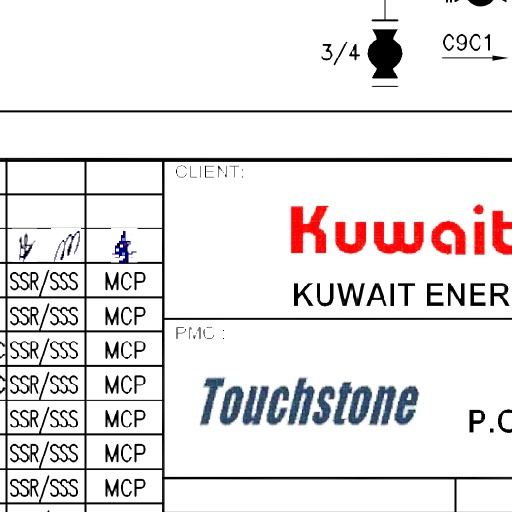 3/4
C9C1
CLIENT:
Kuwait
KUWAIT ENER
SSR/SSS MCP
SSR/SSS MCP
PMC :
SSR/SSS MCP
SSR/SSS MCP
Touchstone
P.O
SSR/SSS MCP
SSR/SSS MCP
SSR/SSS MCP